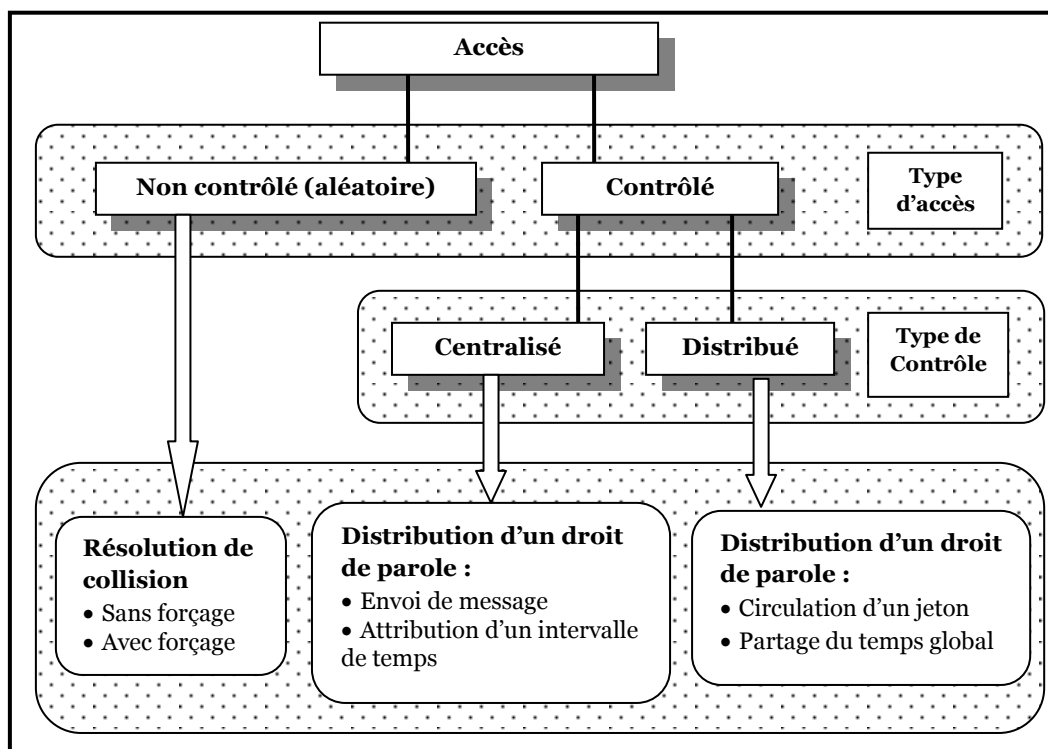 Accès
Non contrôlé (aléatoire)
Contrôlé
Type
d’accès
Centralisé
Distribué
Type de
Contrôle
Résolution de
collision
• Sans forçage
• Avec forçage
Distribution d’un droit
de parole :
• Envoi de message
• Attribution d’un intervalle
de temps
Distribution d’un droit
de parole :
• Circulation d’un jeton
• Partage du temps global